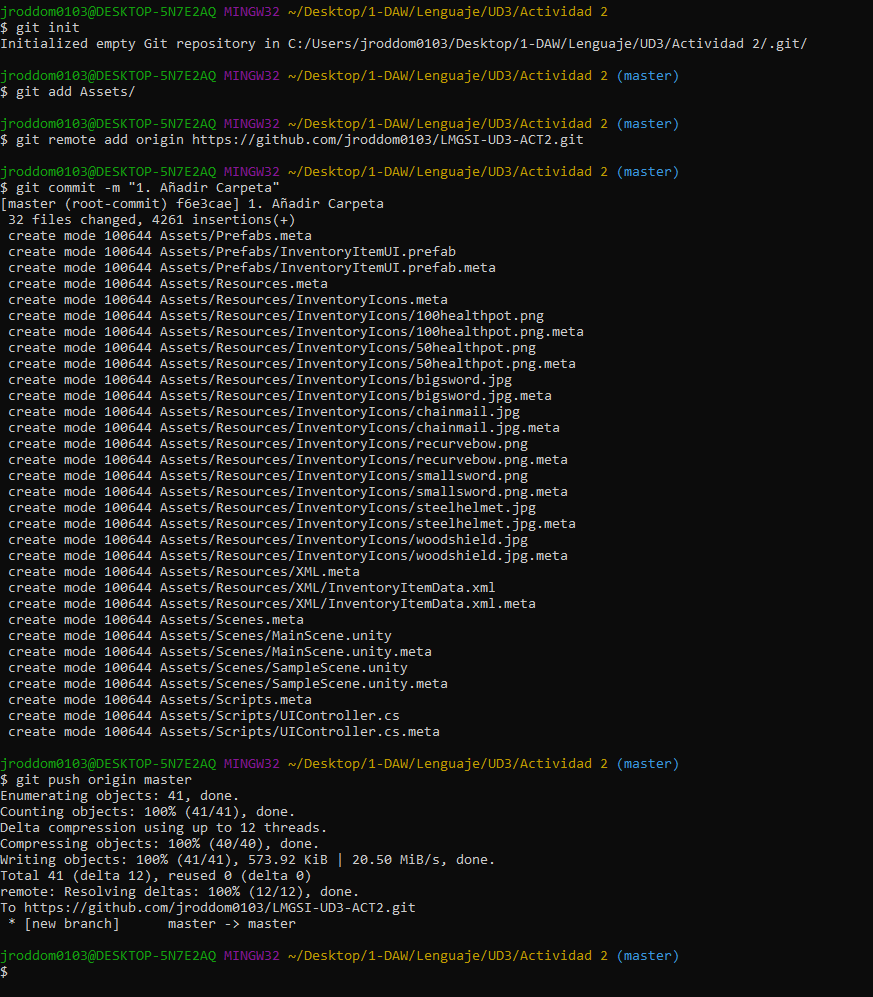 jroddom0103@DESKTOP-5N7E2AQ MINGW32 ~/Desktop/1-DAW/Lenguaje/UD3/Actividad 2
$ git init
Initialized empty Git repository in C:/Users/jroddom0103/Desktop/1-DAW/Lenguaje/UD3/Actividad 2/.git/
jroddom0103@DESKTOP-5N7E2AQ MINGW32 ~/Desktop/1-DAW/Lenguaje/UD3/Actividad 2 (master)
$ git add Assets/
jroddom0103@DESKTOP-5N7E2AQ MINGW32 ~/Desktop/1-DAW/Lenguaje/UD3/Actividad 2 (master)
$ git remote add origin https://github.com/jroddom0103/LMGSI-UD3-ACT2.git
jroddom0103@DESKTOP-5N7E2AQ MINGW32 ~/Desktop/1-DAW/Lenguaje/UD3/Actividad 2 (master)
$ git commit -m "1. Añadir Carpeta"
[master (root-commit) f6e3cae] 1. Añadir Carpeta
 32 files changed, 4261 insertions(+)
 create mode 100644 Assets/Prefabs.meta
 create mode 100644 Assets/Prefabs/InventoryItemUI.prefab
 create mode 100644 Assets/Prefabs/InventoryItemUI.prefab.meta
 create mode 100644 Assets/Resources.meta
 create mode 100644 Assets/Resources/InventoryIcons.meta
 create mode 100644 Assets/Resources/InventoryIcons/100healthpot.png
 create mode 100644 Assets/Resources/InventoryIcons/100healthpot.png.meta
 create mode 100644 Assets/Resources/InventoryIcons/50healthpot.png
 create mode 100644 Assets/Resources/InventoryIcons/50healthpot.png.meta
 create mode 100644 Assets/Resources/InventoryIcons/bigsword.jpg
 create mode 100644 Assets/Resources/InventoryIcons/bigsword.jpg.meta
 create mode 100644 Assets/Resources/InventoryIcons/chainmail.jpg
 create mode 100644 Assets/Resources/InventoryIcons/chainmail.jpg.meta
 create mode 100644 Assets/Resources/InventoryIcons/recurvebow.png
 create mode 100644 Assets/Resources/InventoryIcons/recurvebow.png.meta
 create mode 100644 Assets/Resources/InventoryIcons/smallsword.png
 create mode 100644 Assets/Resources/InventoryIcons/smallsword.png.meta
 create mode 100644 Assets/Resources/InventoryIcons/steelhelmet.jpg
 create mode 100644 Assets/Resources/InventoryIcons/steelhelmet.jpg.meta
 create mode 100644 Assets/Resources/InventoryIcons/woodshield.jpg
 create mode 100644 Assets/Resources/InventoryIcons/woodshield.jpg.meta
 create mode 100644 Assets/Resources/XML.meta
 create mode 100644 Assets/Resources/XML/InventoryItemData.xml
 create mode 100644 Assets/Resources/XML/InventoryItemData.xml.meta
 create mode 100644 Assets/Scenes.meta
 create mode 100644 Assets/Scenes/MainScene.unity
 create mode 100644 Assets/Scenes/MainScene.unity.meta
 create mode 100644 Assets/Scenes/SampleScene.unity
 create mode 100644 Assets/Scenes/SampleScene.unity.meta
 create mode 100644 Assets/Scripts.meta
 create mode 100644 Assets/Scripts/UIController.cs
 create mode 100644 Assets/Scripts/UIController.cs.meta
jroddom0103@DESKTOP-5N7E2AQ MINGW32 ~/Desktop/1-DAW/Lenguaje/UD3/Actividad 2 (master)
$ git push origin master
Enumerating objects: 41, done.
Counting objects: 100% (41/41), done.
Delta compression using up to 12 threads.
Compressing objects: 100% (40/40), done.
Writing objects: 100% (41/41), 573.92 KiB | 20.50 MiB/s, done.
Total 41 (delta 12), reused 0 (delta 0)
remote: Resolving deltas: 100% (12/12), done.
To https://github.com/jroddom0103/LMGSI-UD3-ACT2.git
 * [new branch]      master -> master
jroddom0103@DESKTOP-5N7E2AQ MINGW32 ~/Desktop/1-DAW/Lenguaje/UD3/Actividad 2 (master)
$